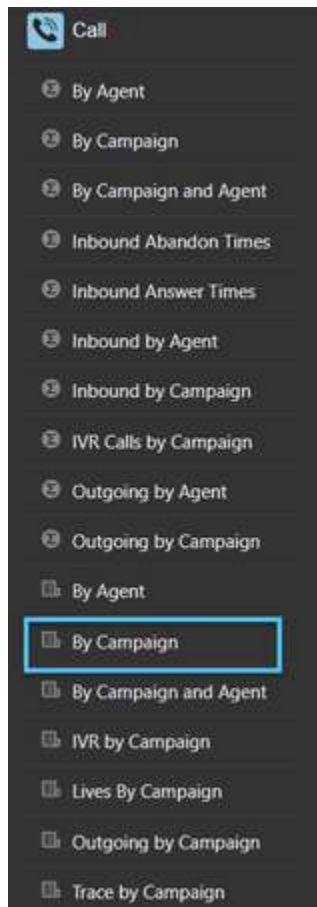 Call
By Agent
By Campaign
By Campaign and Agent
Inbound Abandon Times
Inbound Answer Times
Inbound by Agent
Inbound by Campaign
IVR Calls by Campaign
Outgoing by Agent
Outgoing by Campaign
By Agent
By Campaign
By Campaign and Agent
IVR by Campaign
Lives By Campaign
Outgoing by Campaign
Trace by Campaign